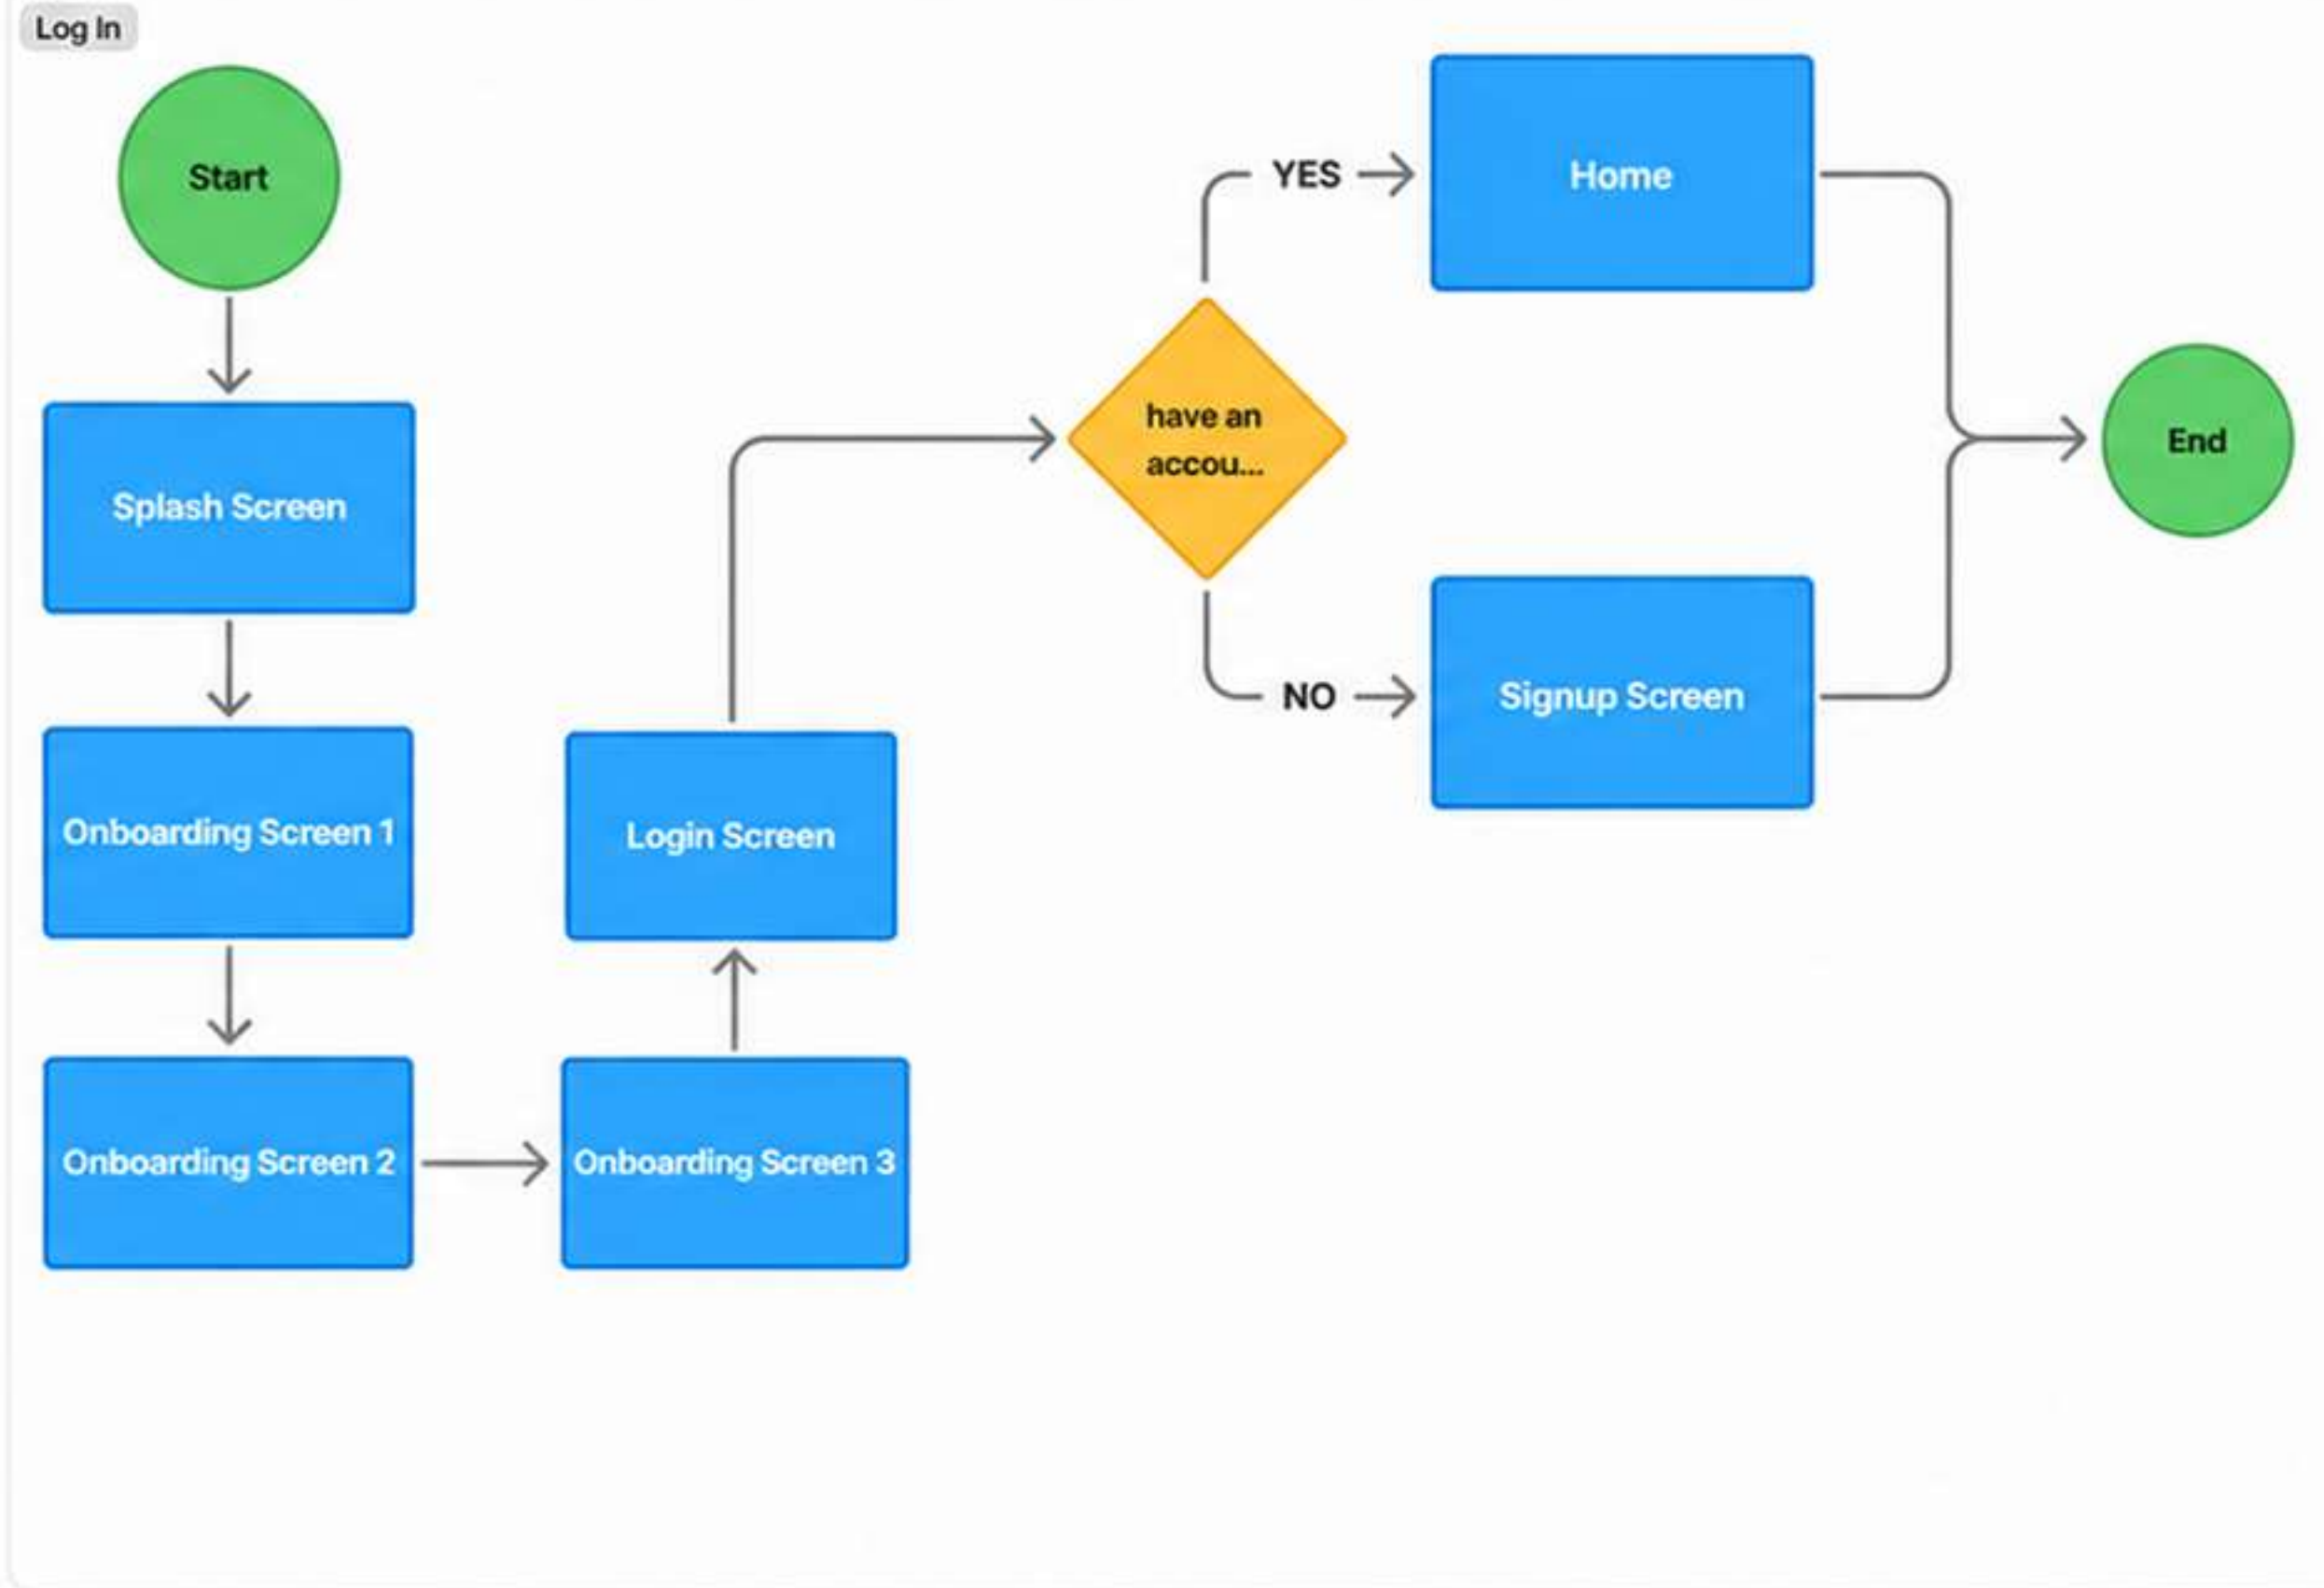 Log In
Start
Splash Screen
Onboarding Screen 1
Onboarding Screen 2
Onboarding Screen 3
Login Screen
have an
accou...
YES
Home
NO
Signup Screen
End